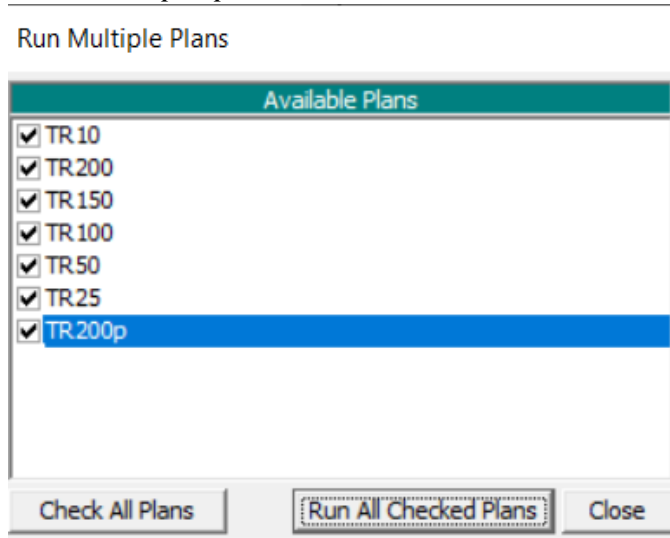 Run Multiple Plans
Available Plans
TR10
TR200
TR150
TR100
TR50
TR25
TR200p
Check All Plans Run All Checked Plans Close